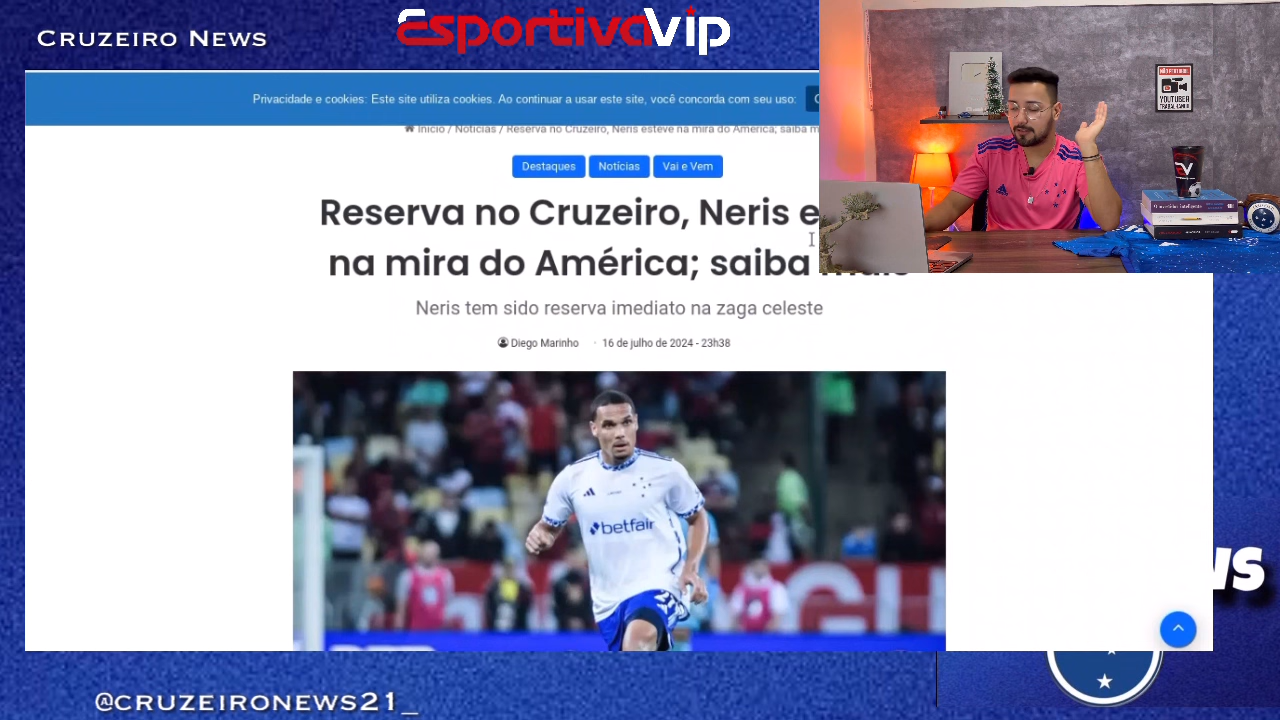 Cruzeiro News
EsportivaVip
Privacidade e cookies: Este site utiliza cookies. Ao continuar a usar este site, você concorda com seu uso:
Início / Notícias / Reserva no Cruzeiro, Neris esteve na mira do América; saiba
Destaques Notícias Vai e Vem
Reserva no Cruzeiro, Neris
na mira do América; saiba mais
Neris tem sido reserva imediato na zaga celeste
Diego Marinho 16 de julho de 2024 - 23h38
betfair
YOUTUBER
TRABALHANDO
@cruzeironews21_